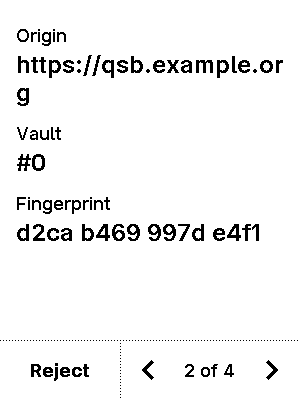 Origin
https://qsb.example.or
g
Vault
#0
Fingerprint
d2ca b469 997d e4f1
Reject 2 of 4